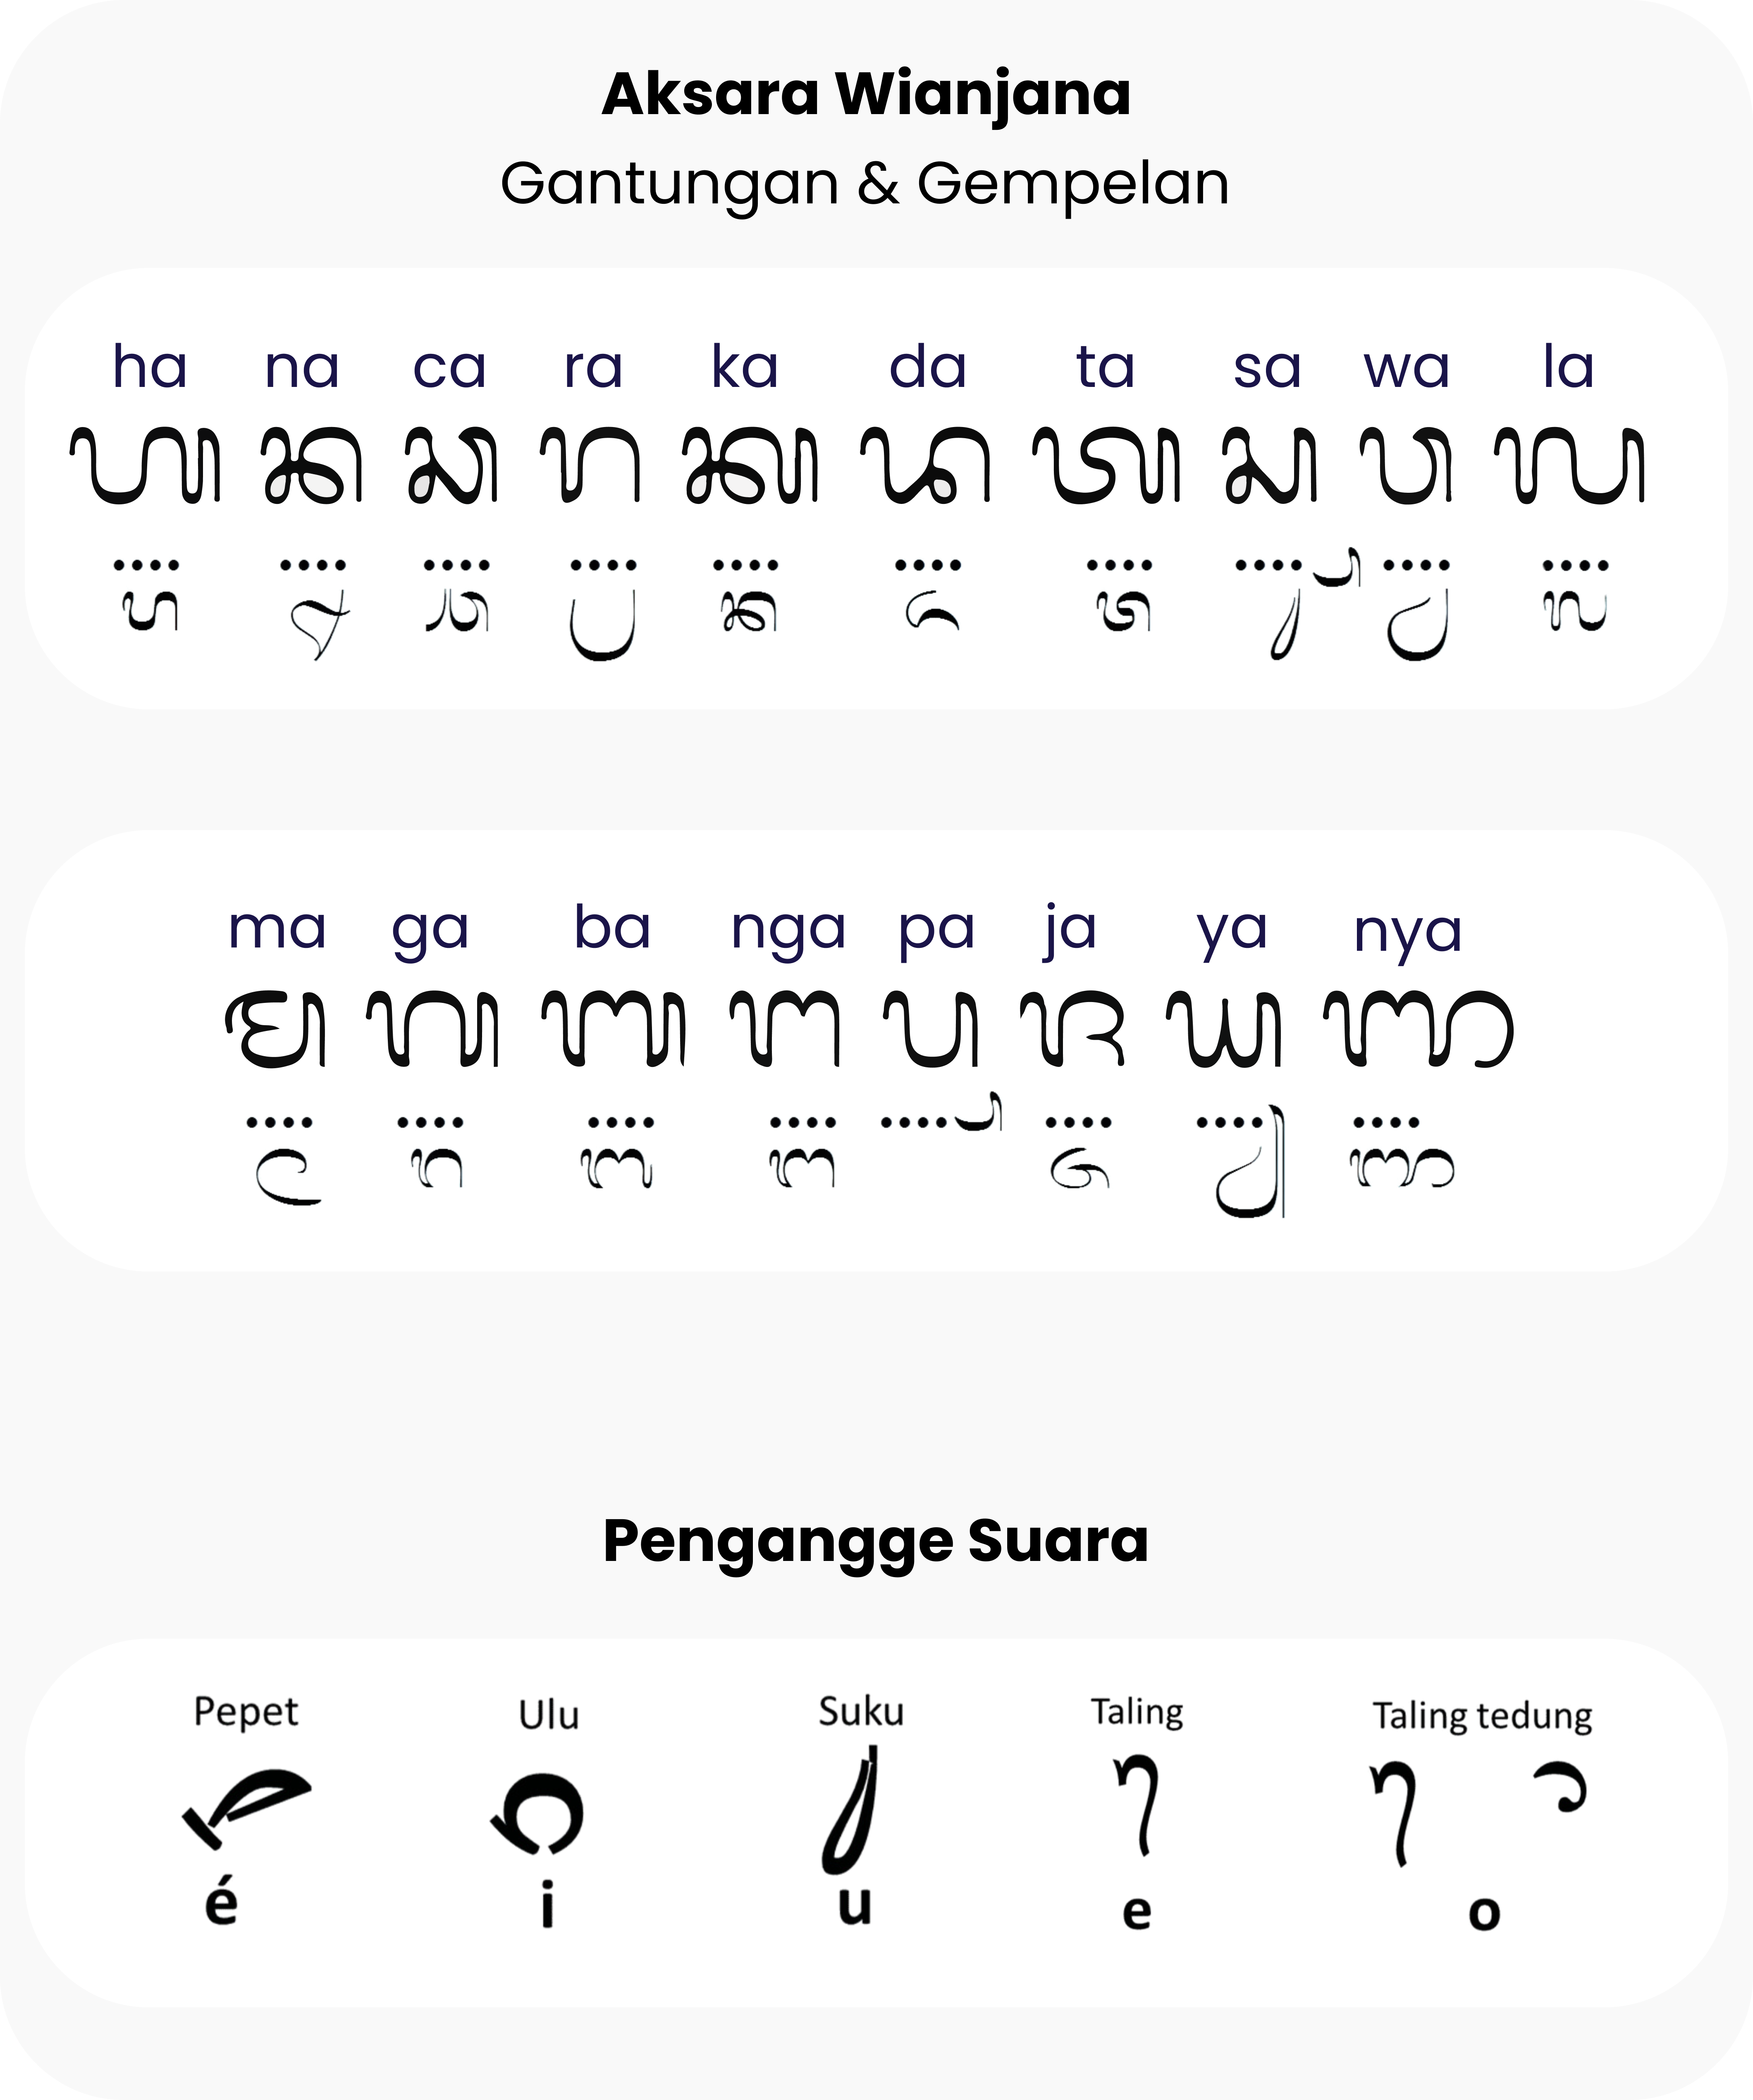 Aksara Wianjana
Gantungan & Gempelan
ha na ca ra ka da ta sa wa la
ᬳ ᬦ ᬘ ᬭ ᬓ ᬤ ᬢ ᬲ ᬯ ᬮ
.... .... .... .... .... .... .... .... .... ....
᭄ᬳ ᭄ᬦ ᭄ᬘ ᭄ᬭ ᭄ᬓ ᭄ᬤ ᭄ᬢ ᭄ᬲ ᭄ᬯ ᭄ᬮ
ma ga ba nga pa ja ya nya
ᬫ ᬕ ᬩ ᬗ ᬧ ᬚ ᬬ ᬜ
.... .... .... .... .... .... .... ....
᭄ᬫ ᭄ᬕ ᭄ᬩ ᭄ᬗ ᭄ᬧ ᭄ᬚ ᭄ᬬ ᭄ᬜ
Pengangge Suara
Pepet Ulu Suku Taling Taling tedung
ᬾ ᬵ
é i u e o